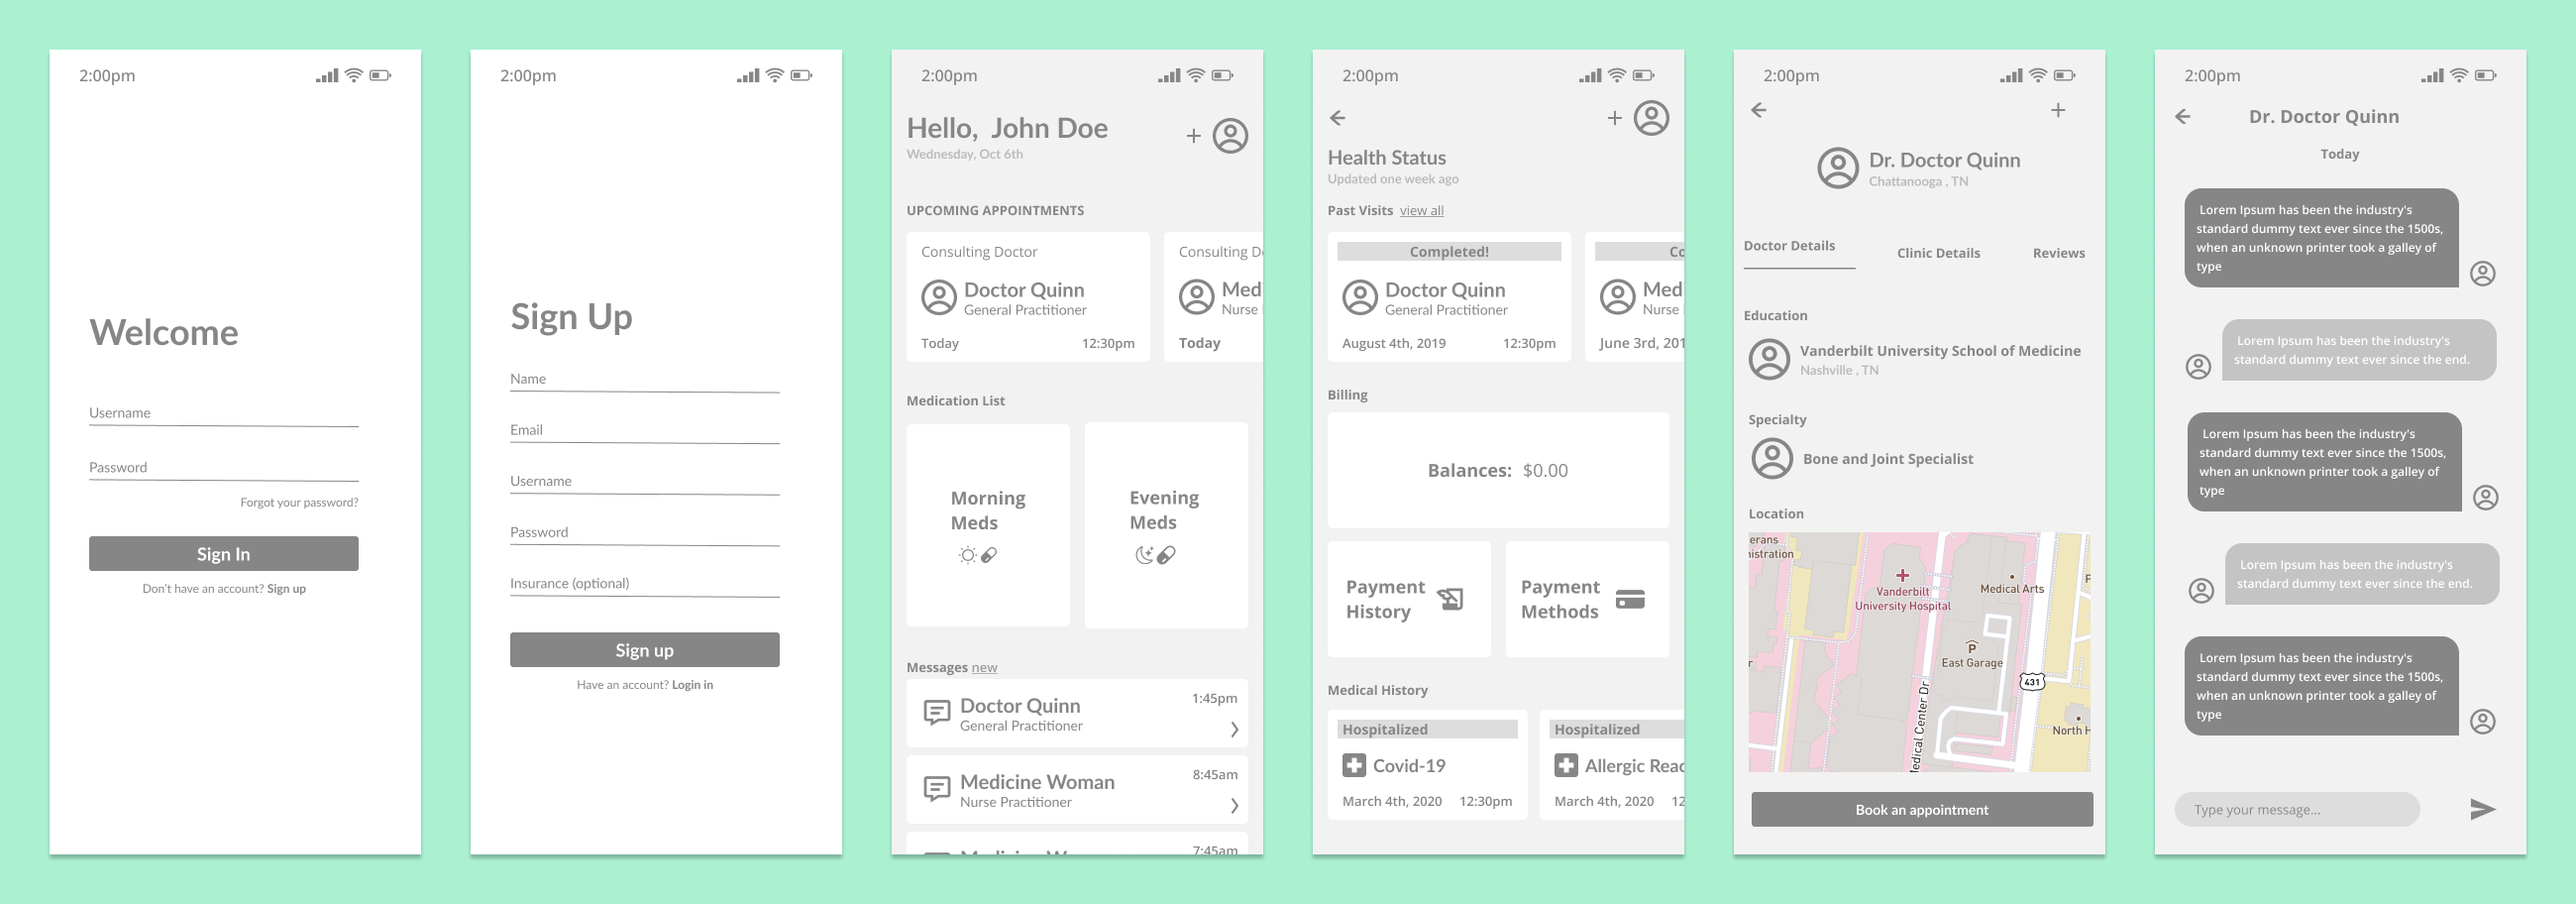 2:00pm
Welcome
Username
Password
Forgot your password?
Sign In
Don't have an account? Sign up
2:00pm
Sign Up
Name
Email
Username
Password
Insurance (optional)
Sign up
Have an account? Login in
2:00pm
Hello, John Doe
Wednesday, Oct 6th
UPCOMING APPOINTMENTS
Consulting Doctor
Doctor Quinn
General Practitioner
Today 12:30pm
Consulting D
Med
Nurse
Today
Medication List
Morning
Meds
Evening
Meds
Messages new
Doctor Quinn
General Practitioner
1:45pm
Medicine Woman
Nurse Practitioner
8:45am
7:45am
2:00pm
Health Status
Updated one week ago
Past Visits view all
Completed!
Doctor Quinn
General Practitioner
August 4th, 2019 12:30pm
Co
Med
Nurse
June 3rd, 201
Billing
Balances: $0.00
Payment
History
Payment
Methods
Medical History
Hospitalized
Covid-19
March 4th, 2020 12:30pm
Hospitalized
Allergic Reac
March 4th, 2020 12
2:00pm
Dr. Doctor Quinn
Chattanooga , TN
Doctor Details Clinic Details Reviews
Education
Vanderbilt University School of Medicine
Nashville , TN
Specialty
Bone and Joint Specialist
Location
erans
nistration
Vanderbilt
University Hospital
Medical Arts
P
East Garage
431
Medical Center Dr
North H
Book an appointment
2:00pm
Dr. Doctor Quinn
Today
Lorem Ipsum has been the industry's
standard dummy text ever since the 1500s,
when an unknown printer took a galley of
type
Lorem Ipsum has been the industry's
standard dummy text ever since the end.
Lorem Ipsum has been the industry's
standard dummy text ever since the 1500s,
when an unknown printer took a galley of
type
Lorem Ipsum has been the industry's
standard dummy text ever since the end.
Lorem Ipsum has been the industry's
standard dummy text ever since the 1500s,
when an unknown printer took a galley of
type
Type your message...